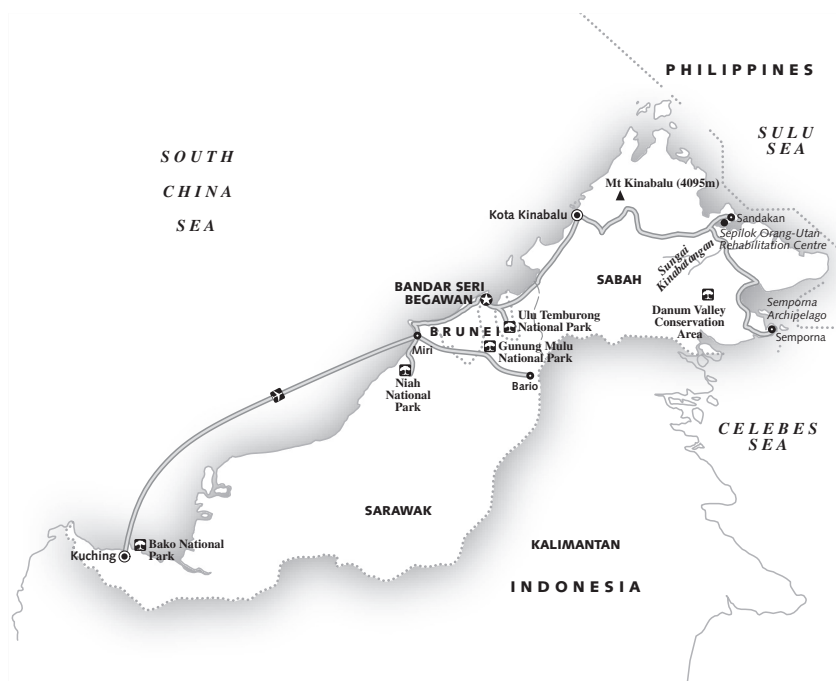 PHILIPPINES
SULU
SEA
SOUTH
CHINA
SEA
Mt Kinabalu (4095m)
Kota Kinabalu
Sandakan
Sepilok Orang-Utan
Rehabilitation Centre
Sungai
Kinabatangan
SABAH
BANDAR SERI
BEGAWAN
Danum Valley
Conservation
Area
Semporna
Archipelago
Semporna
BRUNEI
Ulu Temburong
National Park
Gunung Mulu
National Park
Miri
Bario
Niah
National
Park
CELEBES
SEA
SARAWAK
Bako National
Park
Kuching
KALIMANTAN
INDONESIA